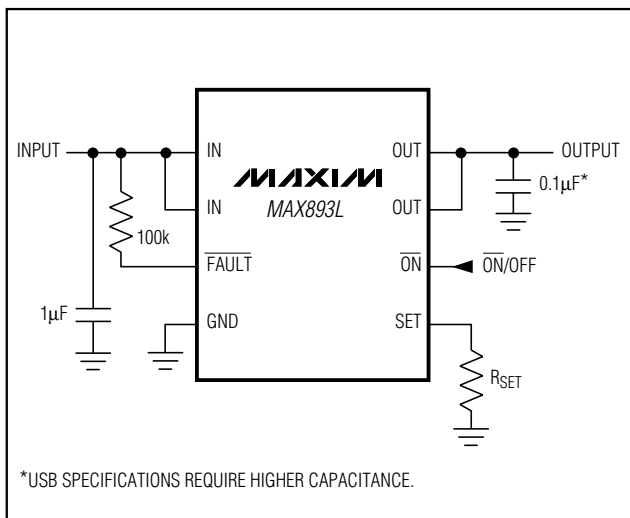 INPUT
IN
OUT
OUTPUT
MAXIM
0.1µF*
IN
MAX893L
OUT
100k
FAULT
ON
ON/OFF
1µF
GND
SET
RSET
*USB SPECIFICATIONS REQUIRE HIGHER CAPACITANCE.